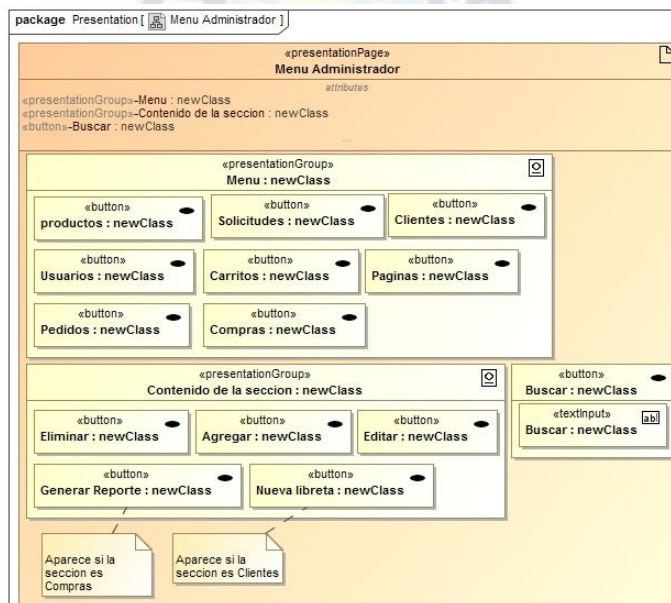 package Presentation [ Menu Administrador ]
«presentationPage»
Menu Administrador
attributes
«presentationGroup»-Menu : newClass
«presentationGroup»-Contenido de la seccion : newClass
«button»-Buscar : newClass
...
«presentationGroup»
Menu : newClass
«button» «button» «button»
productos : newClass Solicitudes : newClass Clientes : newClass
«button» «button» «button»
Usuarios : newClass Carritos : newClass Paginas : newClass
«button» «button»
Pedidos : newClass Compras : newClass
«presentationGroup»
Contenido de la seccion : newClass
«button» «button» «button»
Eliminar : newClass Agregar : newClass Editar : newClass
«button» «button»
Generar Reporte : newClass Nueva libreta : newClass
«button»
Buscar : newClass
«textInput» abI
Buscar : newClass
Aparece si la
seccion es
Compras
Aparece si la
seccion es Clientes